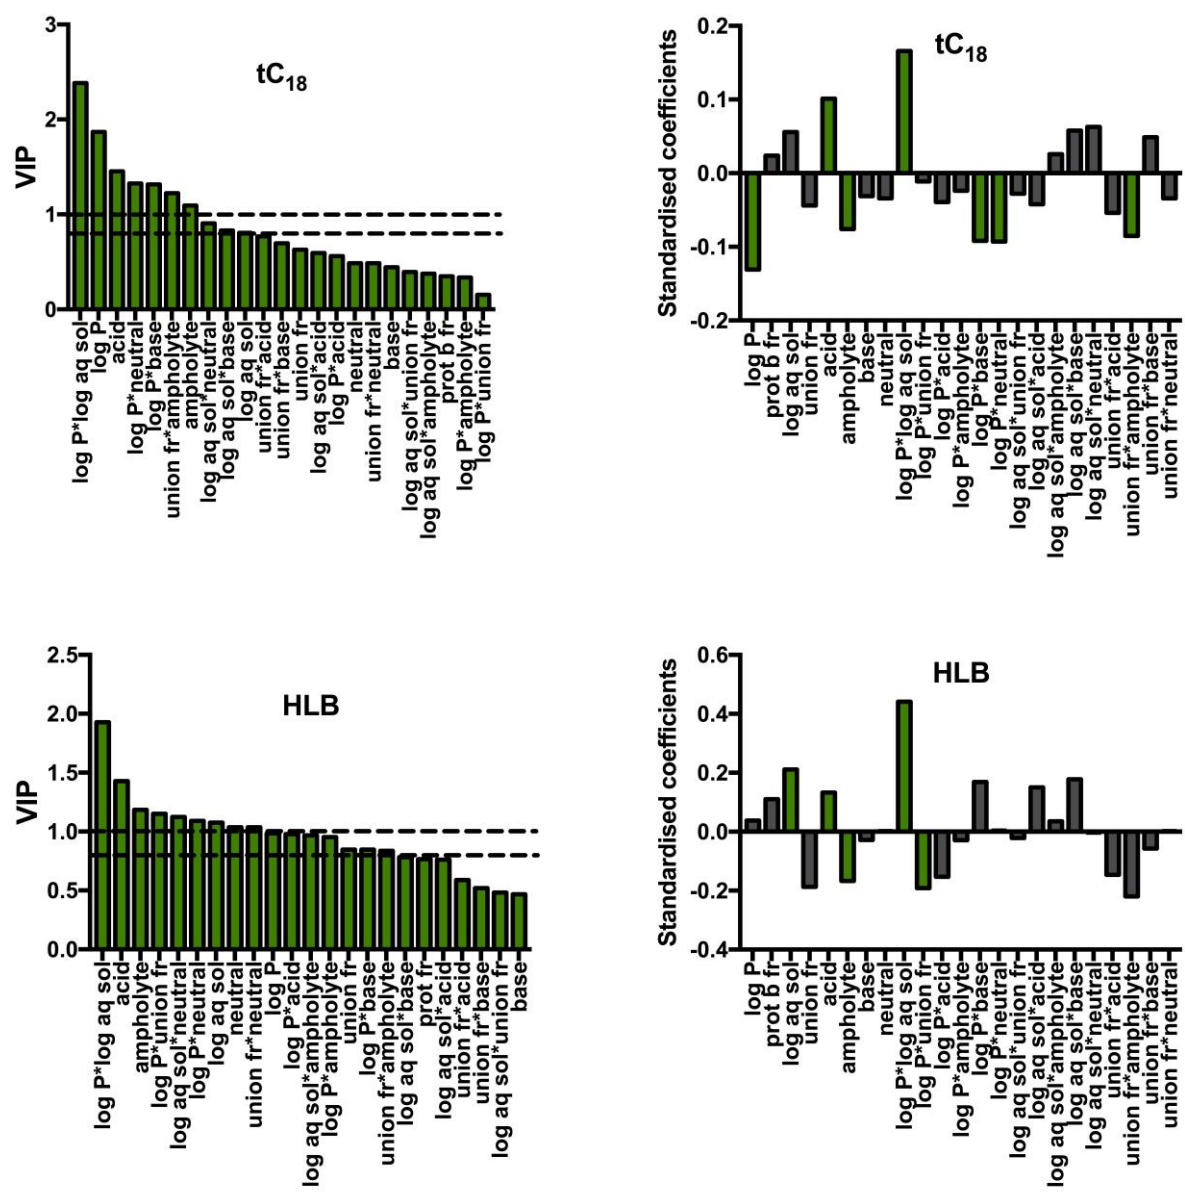 tC18
VIP
3
2
1
0
log P*log aq sol
log P
acid
log P*neutral
log P*base
union fr*ampholyte
ampholyte
log aq sol*neutral
log aq sol*base
log aq sol
union fr*acid
union fr*base
union fr
log aq sol*acid
log P*acid
neutral
union fr*neutral
base
log aq sol*union fr
log aq sol*ampholyte
prot b fr
log P*ampholyte
log P*union fr
tC18
Standardised coefficients
0.2
0.1
0.0
-0.1
-0.2
log P
prot b fr
log aq sol
union fr
acid
ampholyte
base
neutral
log P*log aq sol
log P*union fr
log P*acid
log P*ampholyte
log P*base
log P*neutral
log aq sol*union fr
log aq sol*acid
log aq sol*ampholyte
log aq sol*base
log aq sol*neutral
union fr*acid
union fr*ampholyte
union fr*base
union fr*neutral
HLB
VIP
2.5
2.0
1.5
1.0
0.5
0.0
log P*log aq sol
acid
ampholyte
log P*union fr
log aq sol*neutral
log P*neutral
log aq sol
neutral
union fr*neutral
log P
log P*acid
log aq sol*ampholyte
log P*ampholyte
union fr
log P*base
union fr*ampholyte
log aq sol*base
prot fr
log aq sol*acid
union fr*acid
union fr*base
log aq sol*union fr
base
HLB
Standardised coefficients
0.6
0.4
0.2
0.0
-0.2
-0.4
log P
prot b fr
log aq sol
union fr
acid
ampholyte
base
neutral
log P*log aq sol
log P*union fr
log P*acid
log P*ampholyte
log P*base
log P*neutral
log aq sol*union fr
log aq sol*acid
log aq sol*ampholyte
log aq sol*base
log aq sol*neutral
union fr*acid
union fr*ampholyte
union fr*base
union fr*neutral